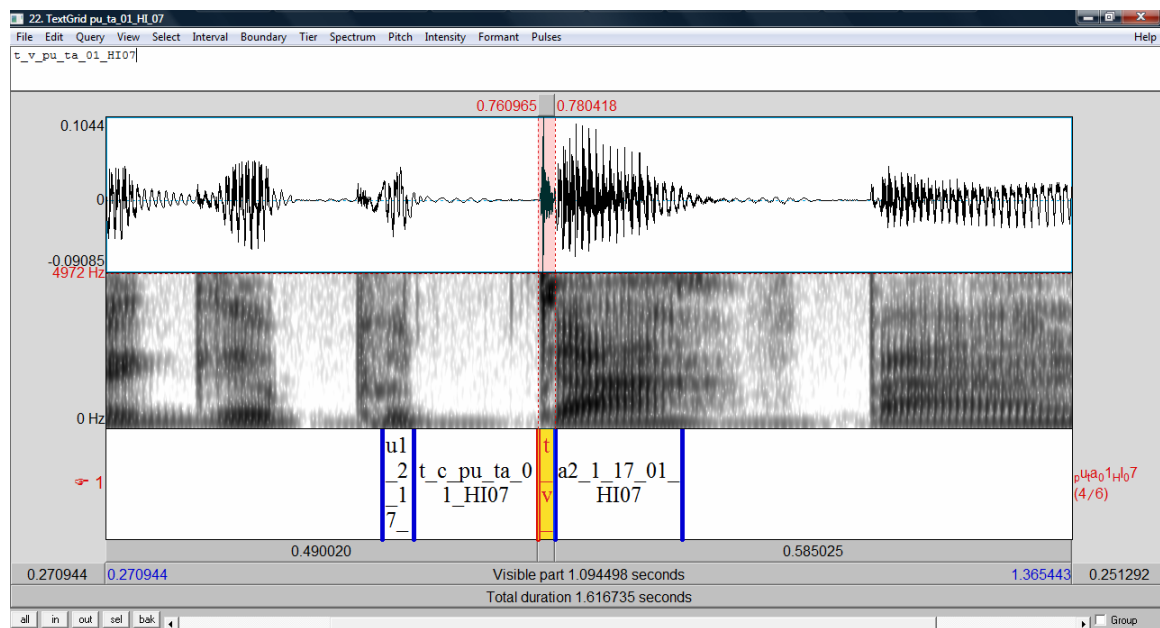 22. TextGrid pu_ta_01_HI_07
File Edit Query View Select Interval Boundary Tier Spectrum Pitch Intensity Formant Pulses Help
t_v_pu_ta_01_HI07
0.760965 0.780418
0.1044
0
-0.09085
4972 Hz
0 Hz
u1
_2
_1
7_
t_c_pu_ta_0
1_HI07
t
v
_
a2_1_17_01_
HI07
1
puta01HI07
(4/6)
0.490020 0.585025
0.270944 0.270944 Visible part 1.094498 seconds 1.365443 0.251292
Total duration 1.616735 seconds
all in out sel bak Group